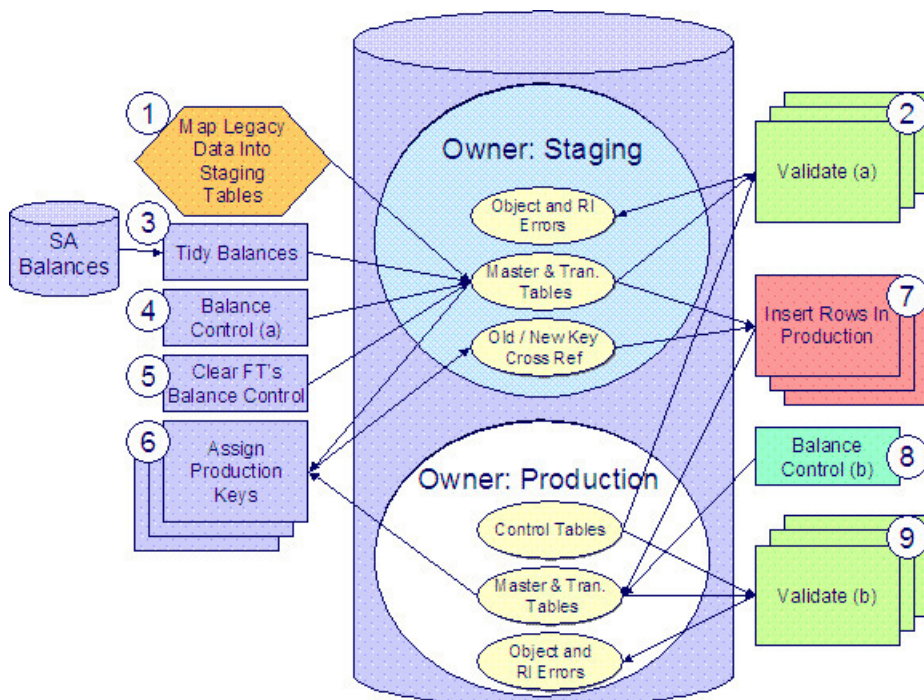 1
Map Legacy
Data Into
Staging
Tables
SA
Balances
3
Tidy Balances
4
Balance
Control (a)
5
Clear FT's
Balance Control
6
Assign
Production
Keys
Owner: Staging
Object and RI
Errors
Master & Tran.
Tables
Old / New Key
Cross Ref
Owner: Production
Control Tables
Master & Tran.
Tables
Object and
RI Errors
2
Validate (a)
7
Insert Rows In
Production
Balance
Control (b)
8
9
Validate (b)